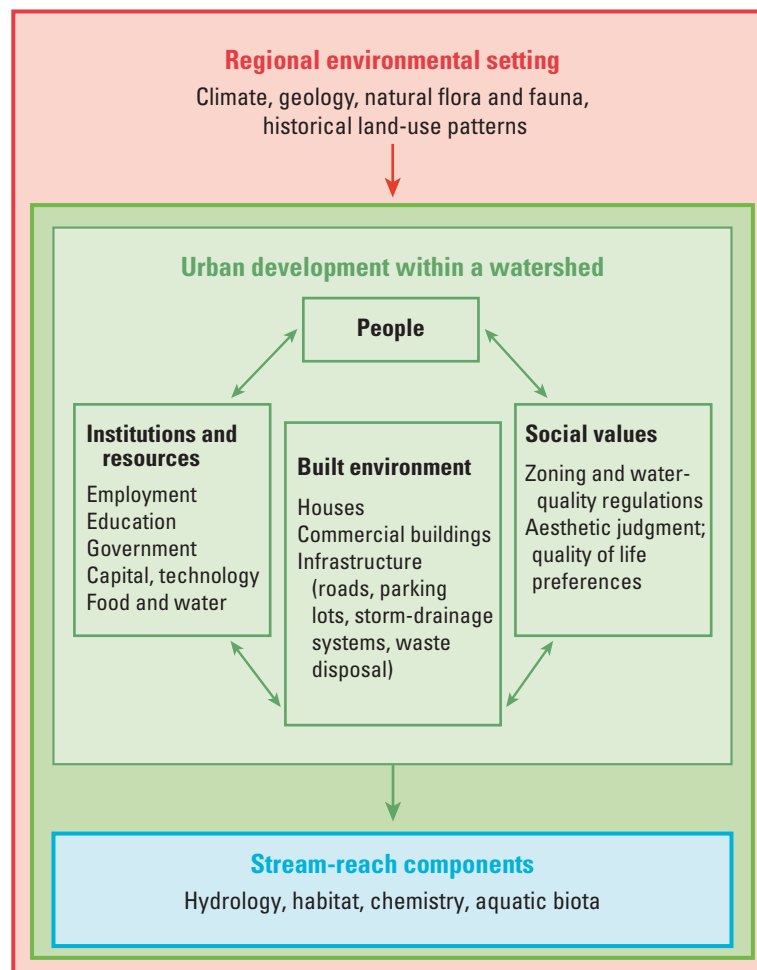 Regional environmental setting
Climate, geology, natural flora and fauna,
historical land-use patterns
Urban development within a watershed
People
Institutions and
resources
Employment
Education
Government
Capital, technology
Food and water
Built environment
Houses
Commercial buildings
Infrastructure
(roads, parking
lots, storm-drainage
systems, waste
disposal)
Social values
Zoning and water-
quality regulations
Aesthetic judgment;
quality of life
preferences
Stream-reach components
Hydrology, habitat, chemistry, aquatic biota